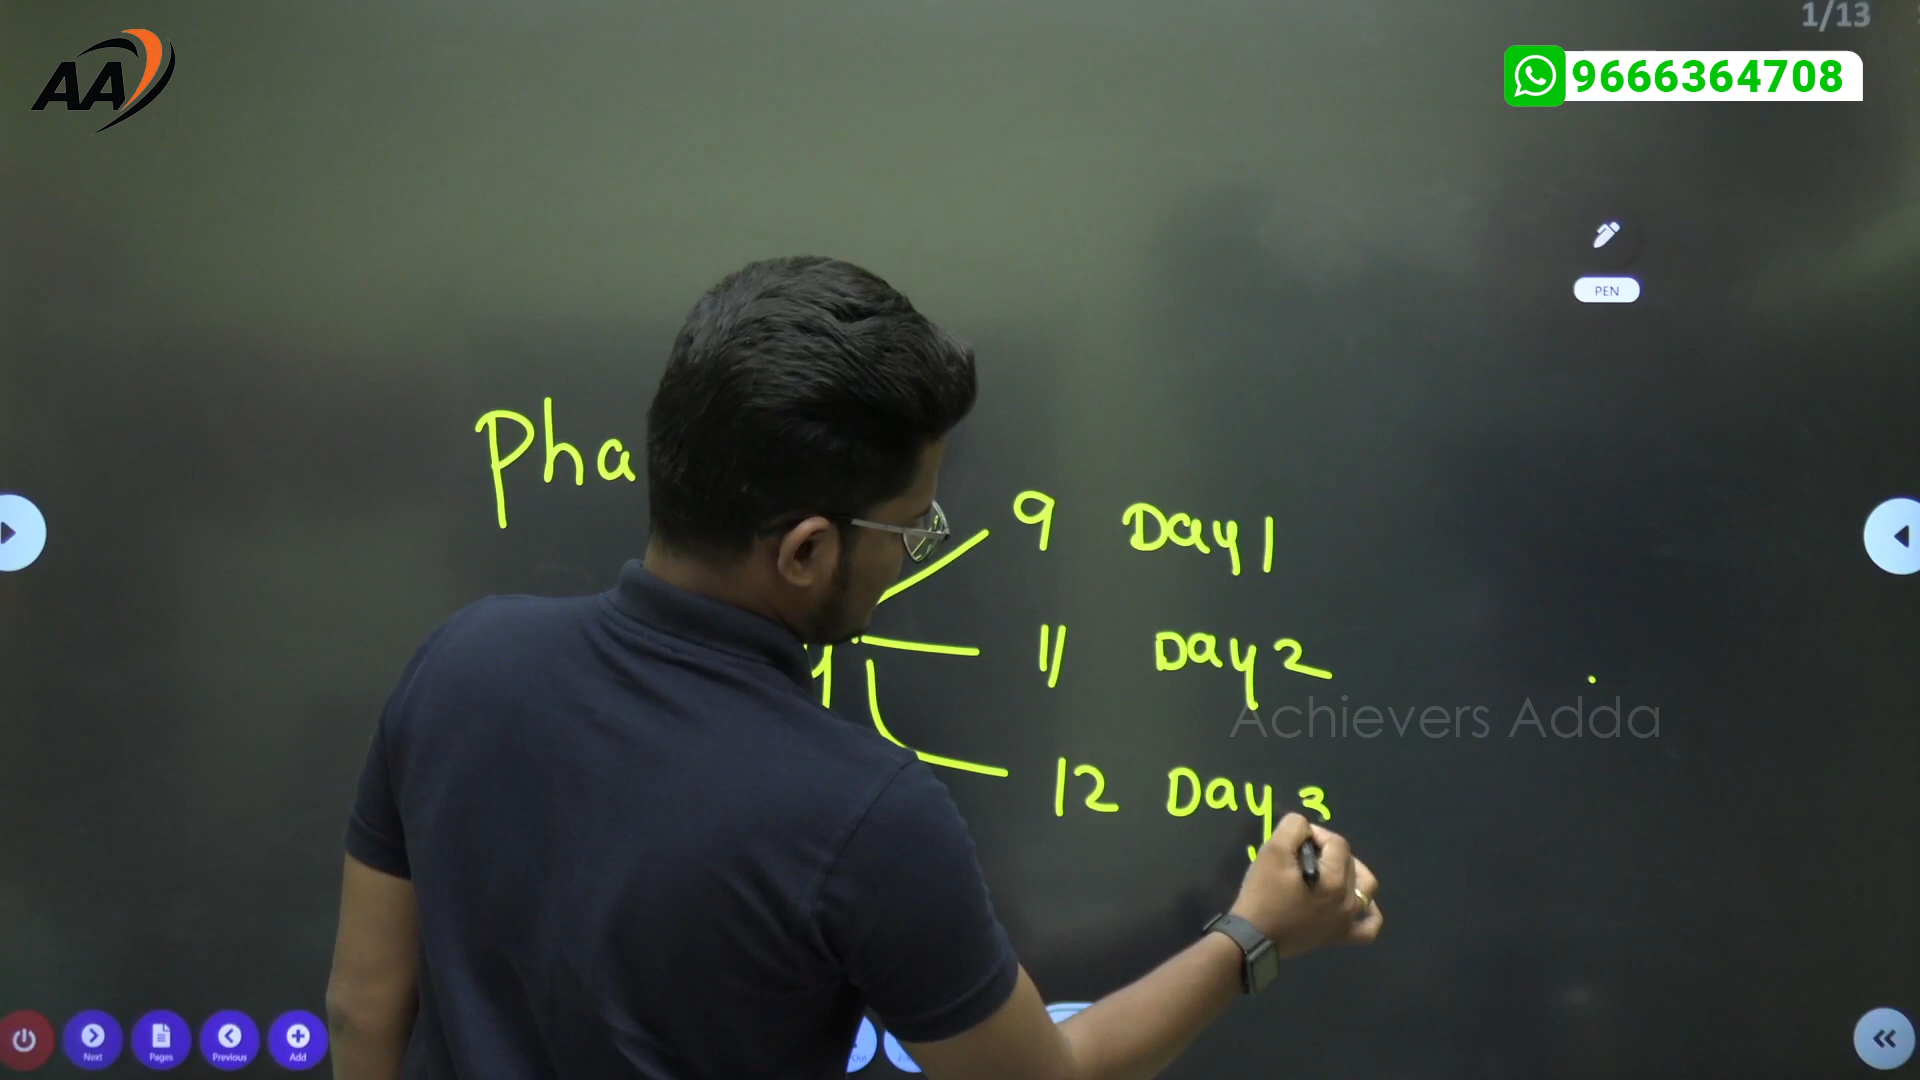 1/13
AA
9666364708
PEN
Pha
9 Day 1
11 Day 2
Achievers Adda
12 Day 3
Next
Pages
Previous
Add